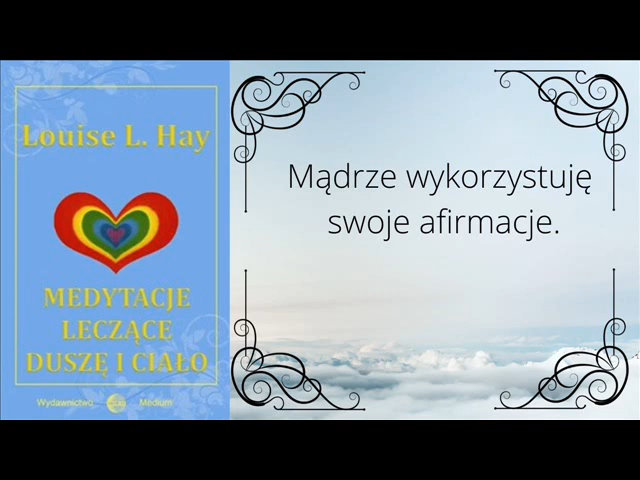 Louise L. Hay
MEDYTACJE
LECZĄCE
DUSZĘ I CIAŁO
Wydawnictwo Medium
Mądrze wykorzystuję
swoje afirmacje.